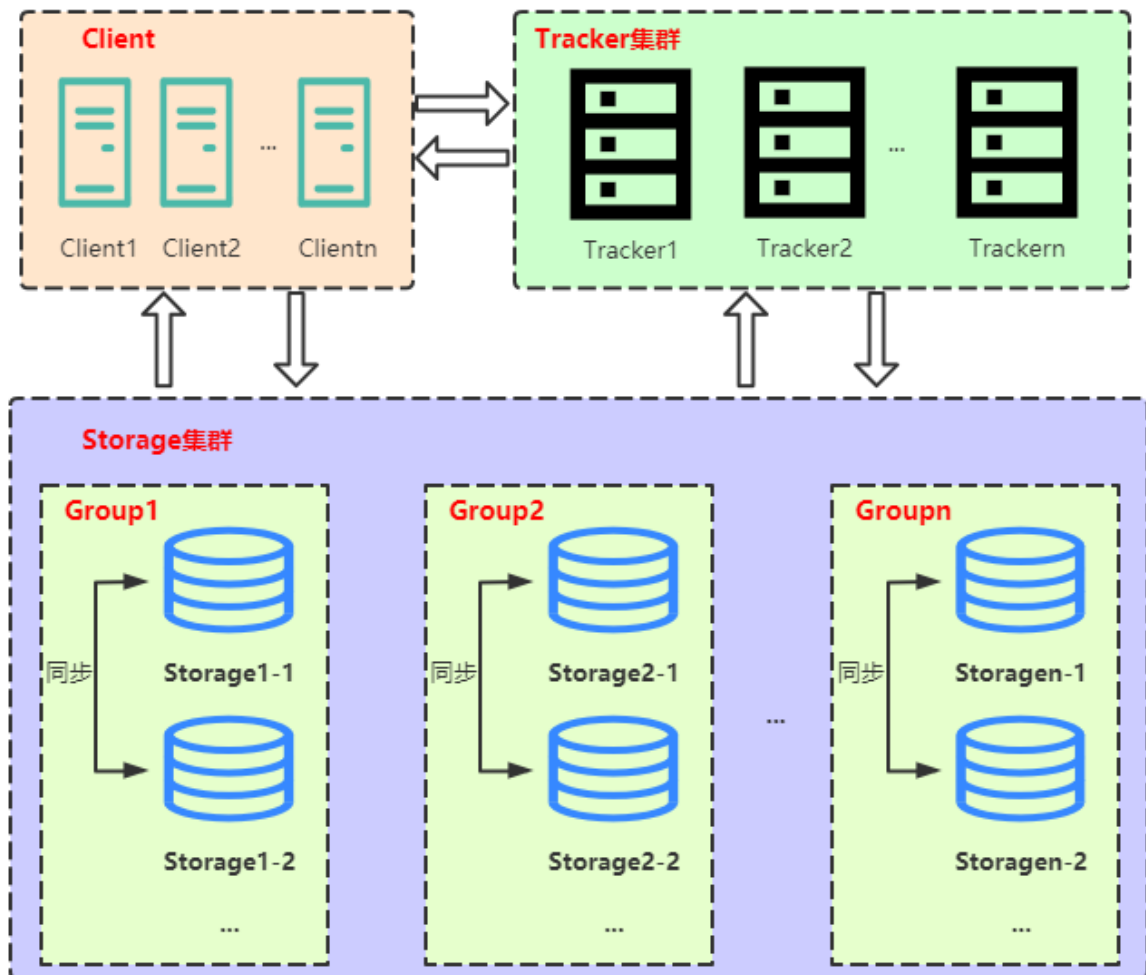 Client
Tracker集群
...
...
Client1 Client2 Clientn
Tracker1 Tracker2 Trackern
Storage集群
Group1 Group2 Groupn
同步 Storage1-1 同步 Storage2-1 同步 Storagen-1
...
Storage1-2 Storage2-2 Storagen-2
... ...